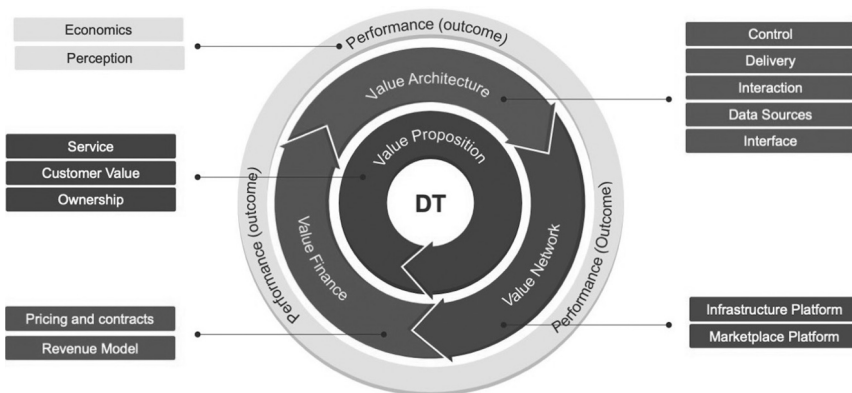 Economics
Perception
Performance (outcome)
Control
Delivery
Interaction
Data Sources
Interface
Value Architecture
Service
Customer Value
Ownership
Value Proposition
DT
Performance (outcome)
Value Finance
Value Network
Performance (Outcome)
Pricing and contracts
Revenue Model
Infrastructure Platform
Marketplace Platform